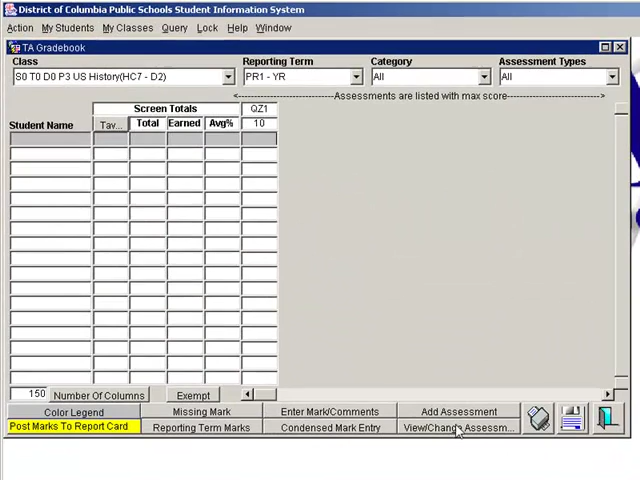 District of Columbia Public Schools Student Information System
Action My Students My Classes Query Lock Help Window
TA Gradebook
Class Reporting Term Category Assessment Types
S0 T0 D0 P3 US History(HC7 - D2) PR1 - YR All All
<----------------------------Assessments are listed with max score---------------------------->
Screen Totals QZ1
Student Name Tav... Total Earned Avg% 10
150 Number Of Columns Exempt
Color Legend Missing Mark Enter Mark/Comments Add Assessment
Post Marks To Report Card Reporting Term Marks Condensed Mark Entry View/Change Assessm...